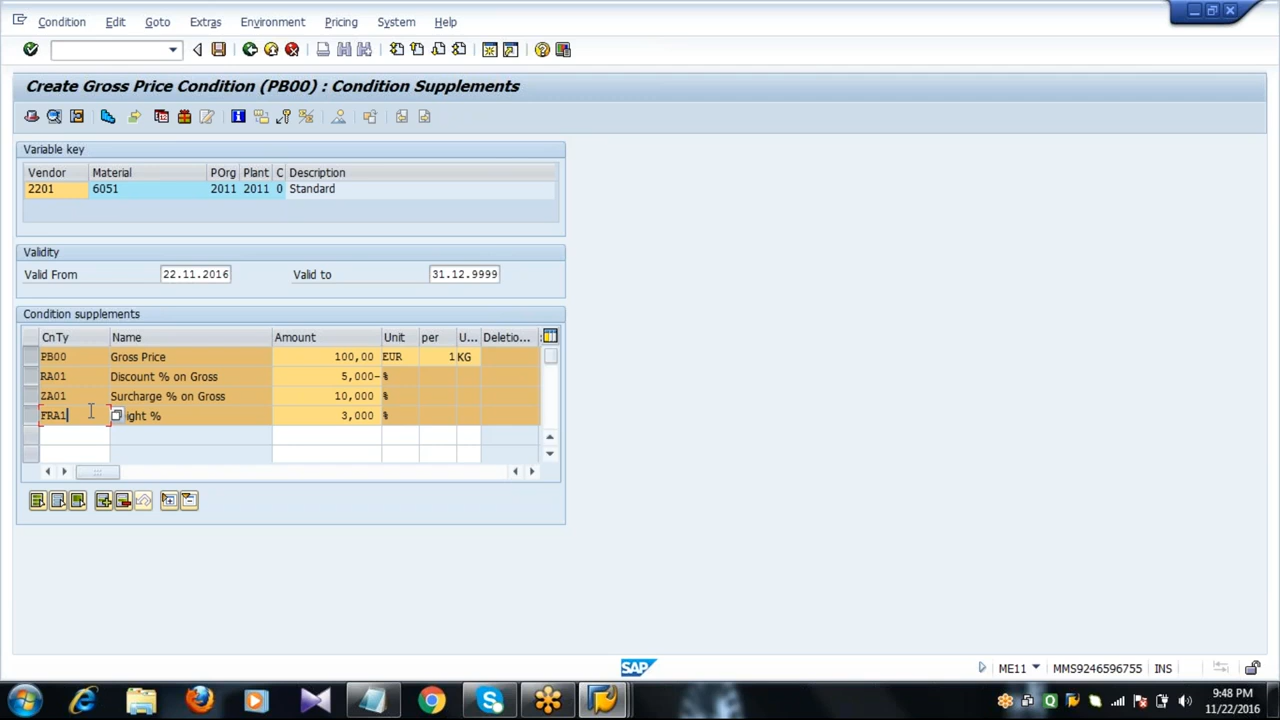 Condition Edit Goto Extras Environment Pricing System Help
Create Gross Price Condition (PB00) : Condition Supplements
Variable key
Vendor Material POrg Plant C Description
2201 6051 2011 2011 0 Standard
Validity
Valid From 22.11.2016 Valid to 31.12.9999
Condition supplements
CnTy Name Amount Unit per U... Deletio...
PB00 Gross Price 100,00 EUR 1 KG
RA01 Discount % on Gross 5,000- %
ZA01 Surcharge % on Gross 10,000 %
FRA1 ight % 3,000 %
SAP
ME11 MMS9246596755 INS
9:48 PM
11/22/2016